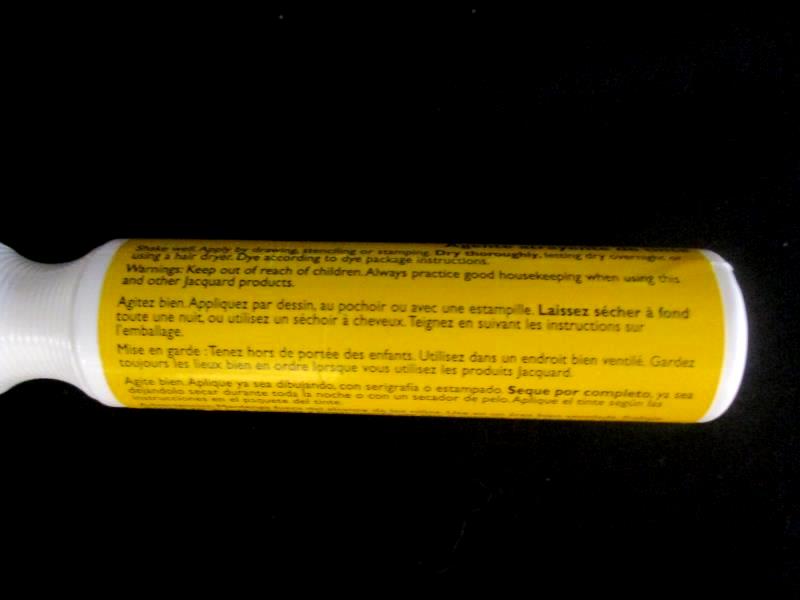 Agente atrayente de
Shake well. Apply by drawing, stenciling or stamping. Dry thoroughly, letting dry overnight or
using a hair dryer. Dye according to dye package instructions.
Warnings: Keep out of reach of children. Always practice good housekeeping when using this
and other Jacquard products.
Agitez bien. Appliquez par dessin, au pochoir ou avec une estampille. Laissez sécher à fond
toute une nuit, ou utilisez un séchoir à cheveux. Teignez en suivant les instructions sur
l'emballage.
Mise en garde : Tenez hors de portée des enfants. Utilisez dans un endroit bien ventilé. Gardez
toujours les lieux bien en ordre lorsque vous utilisez les produits Jacquard.
Agite bien. Aplique ya sea dibujando, con serigrafía o estampado. Seque por completo, ya sea
dejandolo secar durante toda la noche o con un secador de pelo. Aplique el tinte según las
instrucciones en el paquete del tinte.